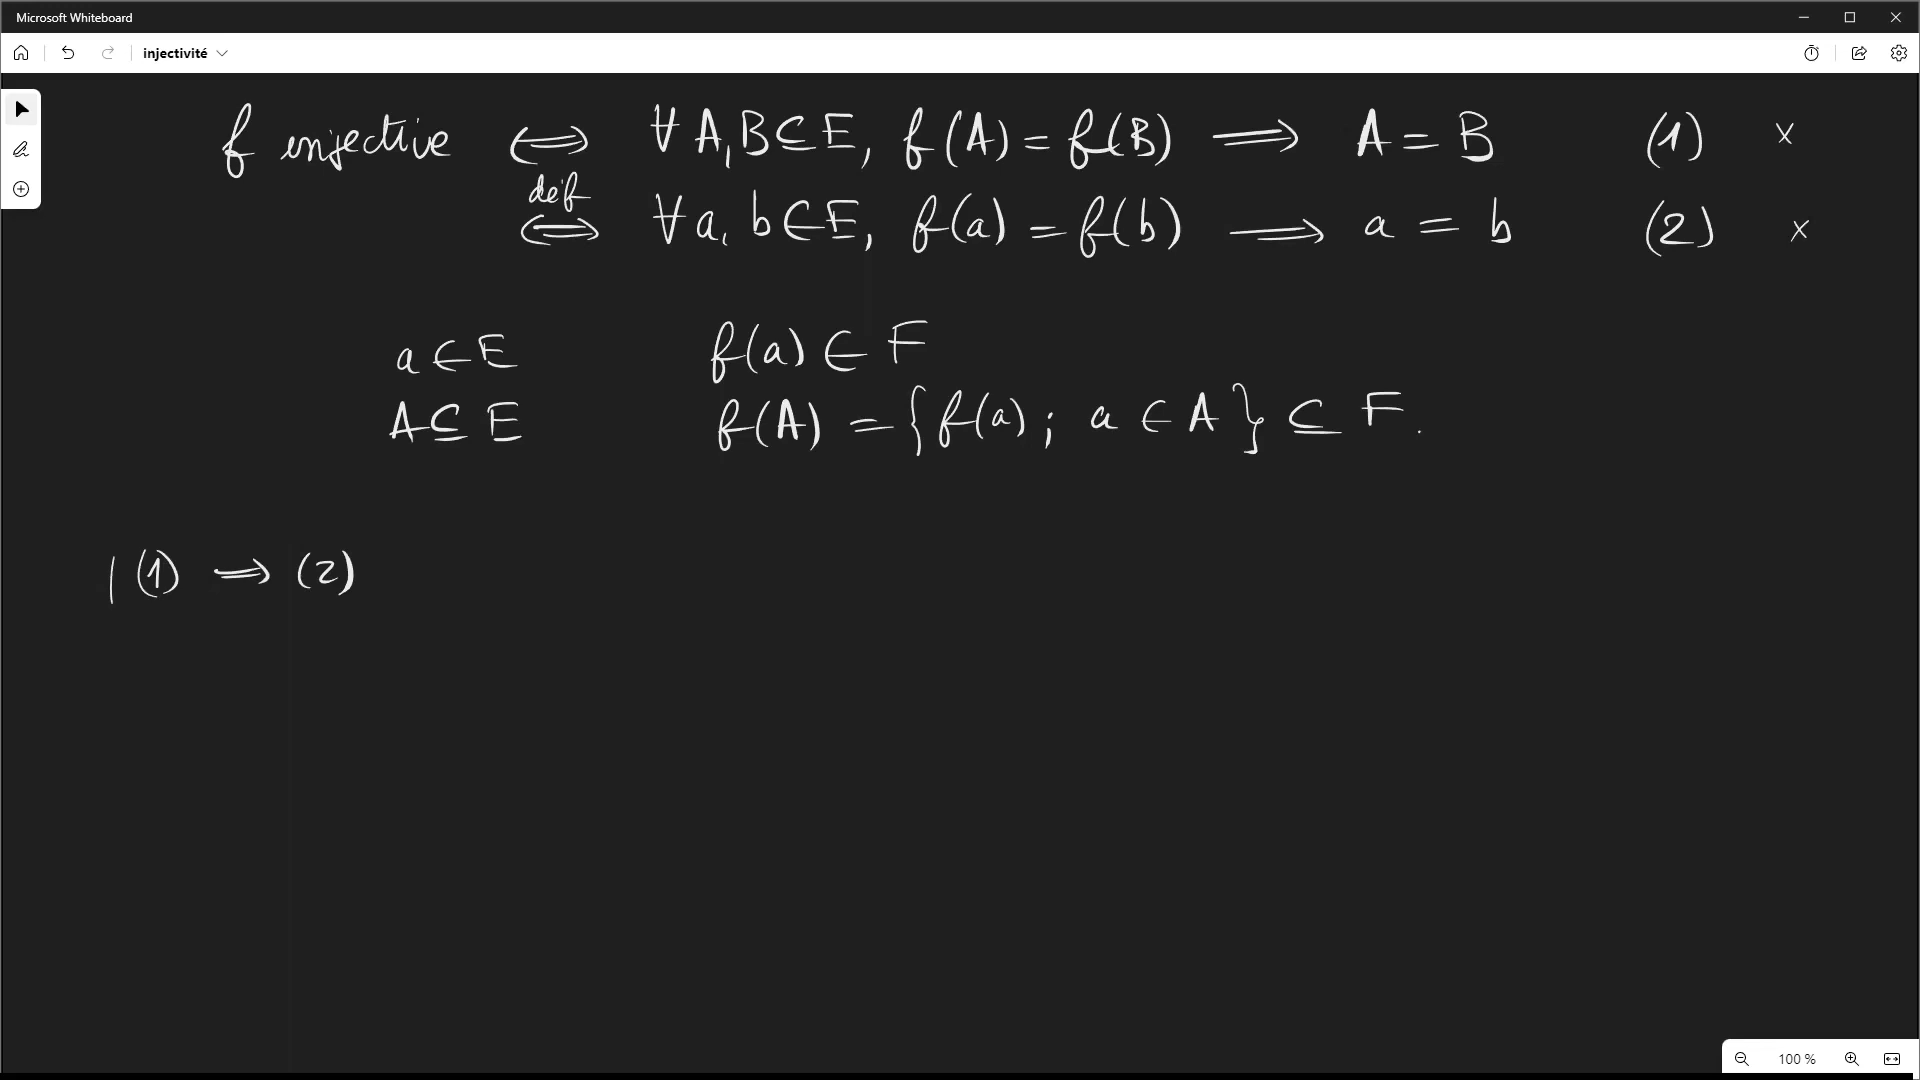 Microsoft Whiteboard
injectivité
f injective ⟺ ∀ A, B ⊆ E, f(A) = f(B) ⟹ A = B (1) ×
déf
⟺ ∀ a, b ∈ E, f(a) = f(b) ⟹ a = b (2) ×
a ∈ E f(a) ∈ F
A ⊆ E f(A) = {f(a) ; a ∈ A} ⊆ F.
| (1) ⟹ (2)
100 %